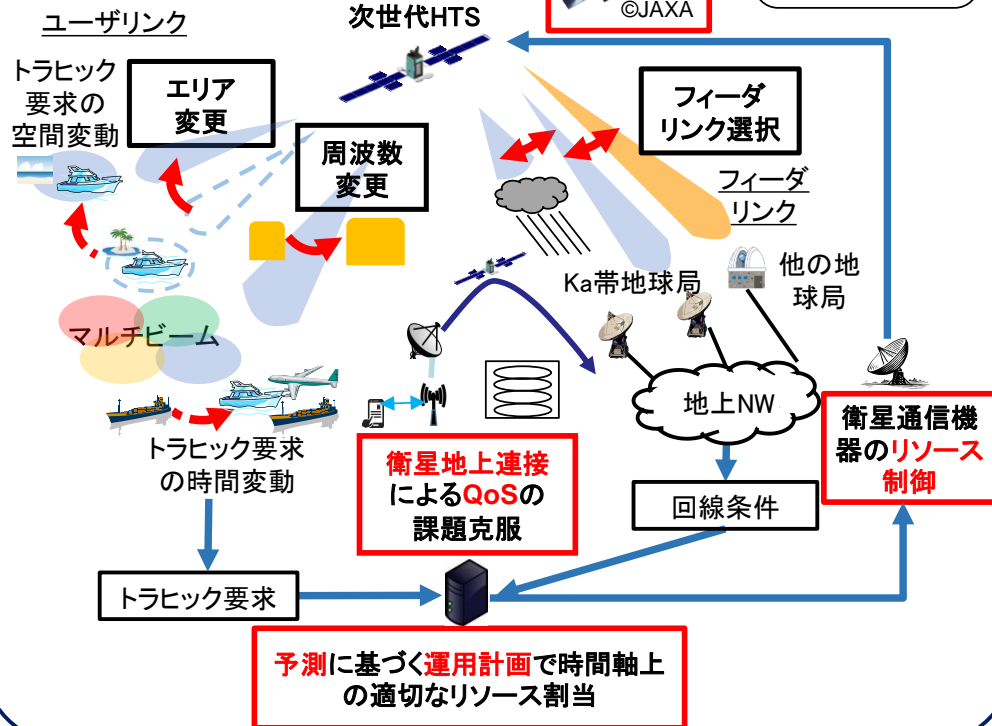 ©JAXA
次世代HTS
ユーザリンク
トラヒック
要求の
空間変動
エリア
変更
周波数
変更
フィーダ
リンク選択
フィーダ
リンク
Ka帯地球局
他の地
球局
マルチビーム
地上NW
トラヒック要求
の時間変動
衛星地上連接
によるQoSの
課題克服
回線条件
衛星通信機
器のリソース
制御
トラヒック要求
予測に基づく運用計画で時間軸上
の適切なリソース割当